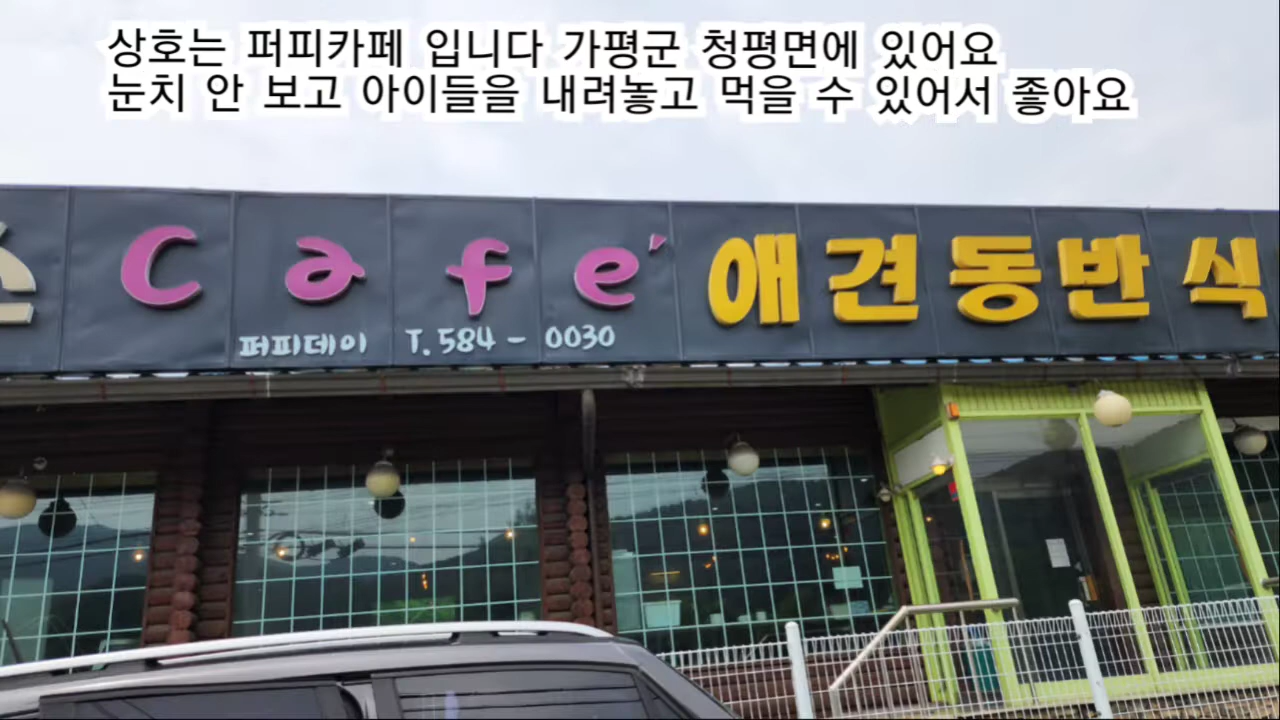 상호는 퍼피카페 입니다 가평군 청평면에 있어요
눈치 안 보고 아이들을 내려놓고 먹을 수 있어서 좋아요
Cafe' 애견동반식
퍼피데이 T. 584 - 0030